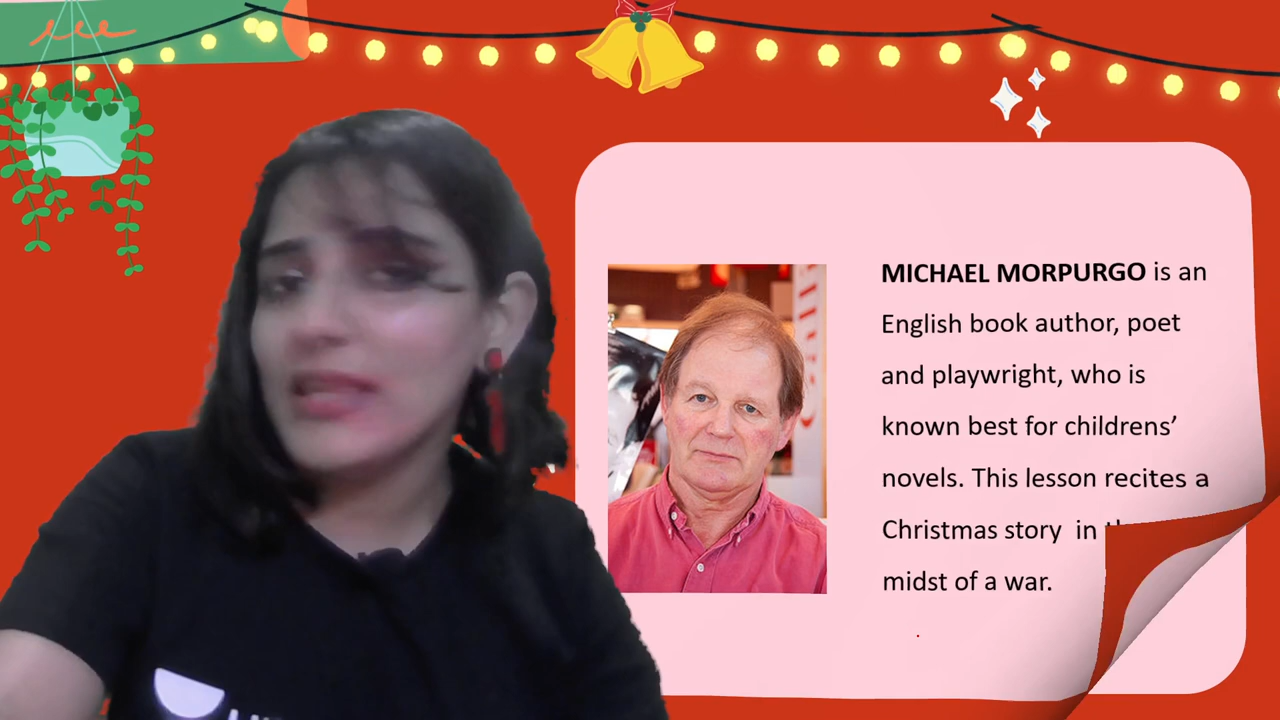 MICHAEL MORPURGO is an
English book author, poet
and playwright, who is
known best for childrens’
novels. This lesson recites a
Christmas story in
midst of a war.